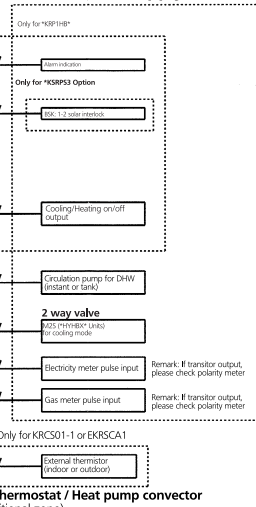 Only for *KRP1HB*
Alarm indication
Only for *KSRPS3 Option
BSK: 1-2 solar interlock
Cooling/Heating on/off
output
Circulation pump for DHW
(instant or tank)
2 way valve
M2S (*HYHBX* Units)
for cooling mode
Electricity meter pulse input
Remark: If transitor output,
please check polarity meter
Gas meter pulse input
Remark: If transitor output,
please check polarity meter
Only for KRCS01-1 or EKRSCA1
External thermistor
(indoor or outdoor)
hermostat / Heat pump convector